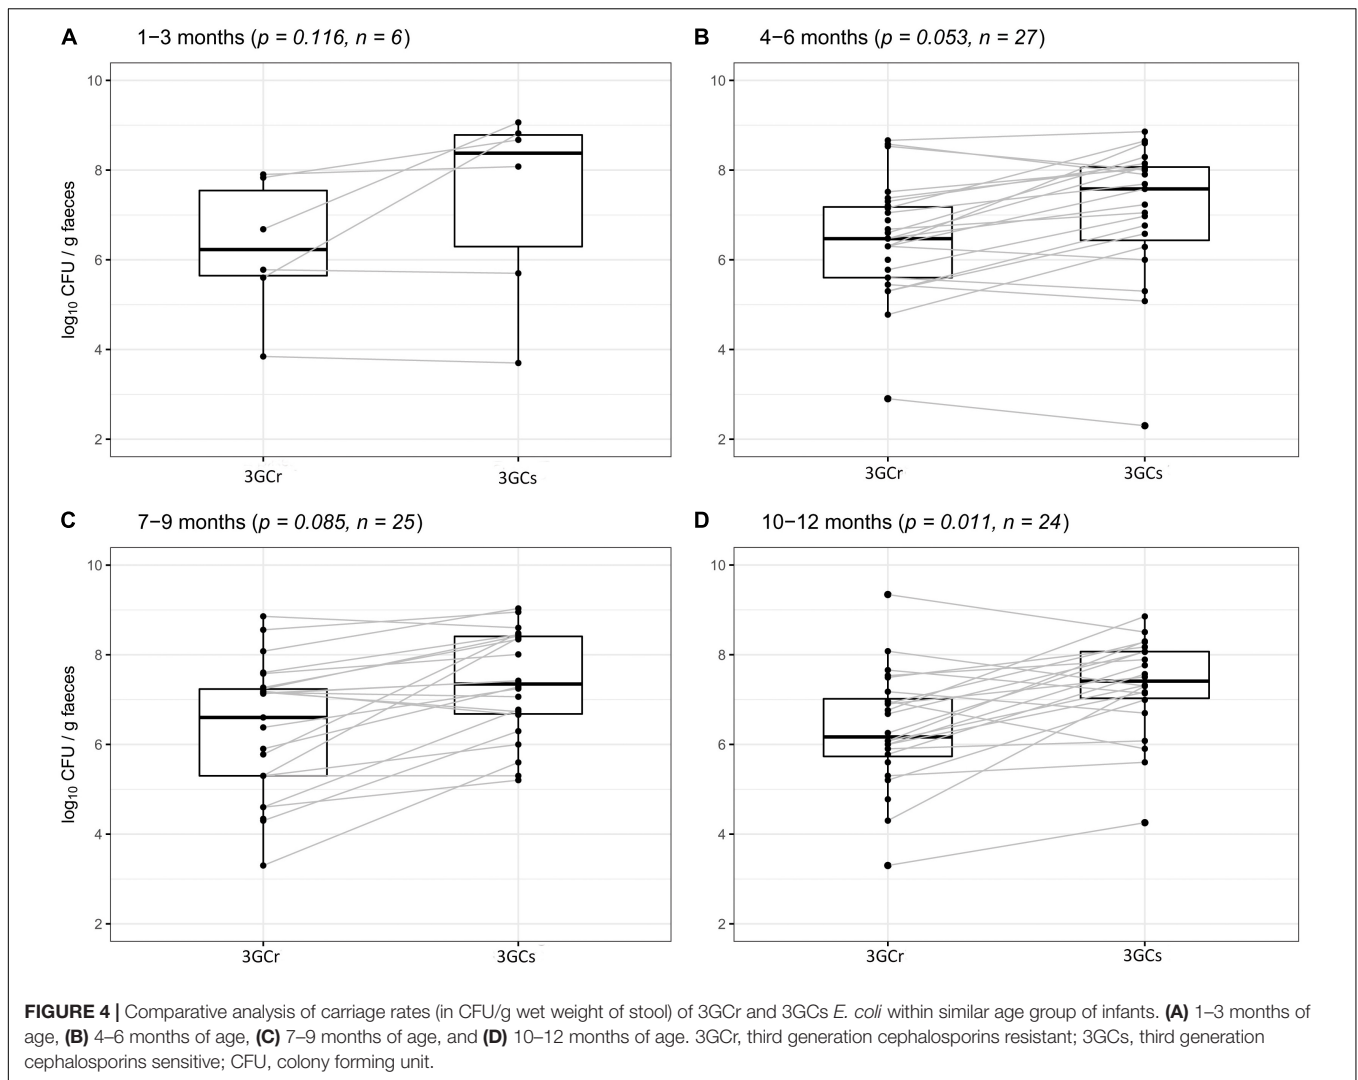 A 1−3 months (p = 0.116, n = 6)
B 4−6 months (p = 0.053, n = 27)
log10 CFU / g faeces
10
8
6
4
2
3GCr
3GCs
10
8
6
4
2
3GCr
3GCs
C 7−9 months (p = 0.085, n = 25)
D 10−12 months (p = 0.011, n = 24)
log10 CFU / g faeces
10
8
6
4
2
3GCr
3GCs
10
8
6
4
2
3GCr
3GCs
FIGURE 4 | Comparative analysis of carriage rates (in CFU/g wet weight of stool) of 3GCr and 3GCs E. coli within similar age group of infants. (A) 1–3 months of
age, (B) 4–6 months of age, (C) 7–9 months of age, and (D) 10–12 months of age. 3GCr, third generation cephalosporins resistant; 3GCs, third generation
cephalosporins sensitive; CFU, colony forming unit.